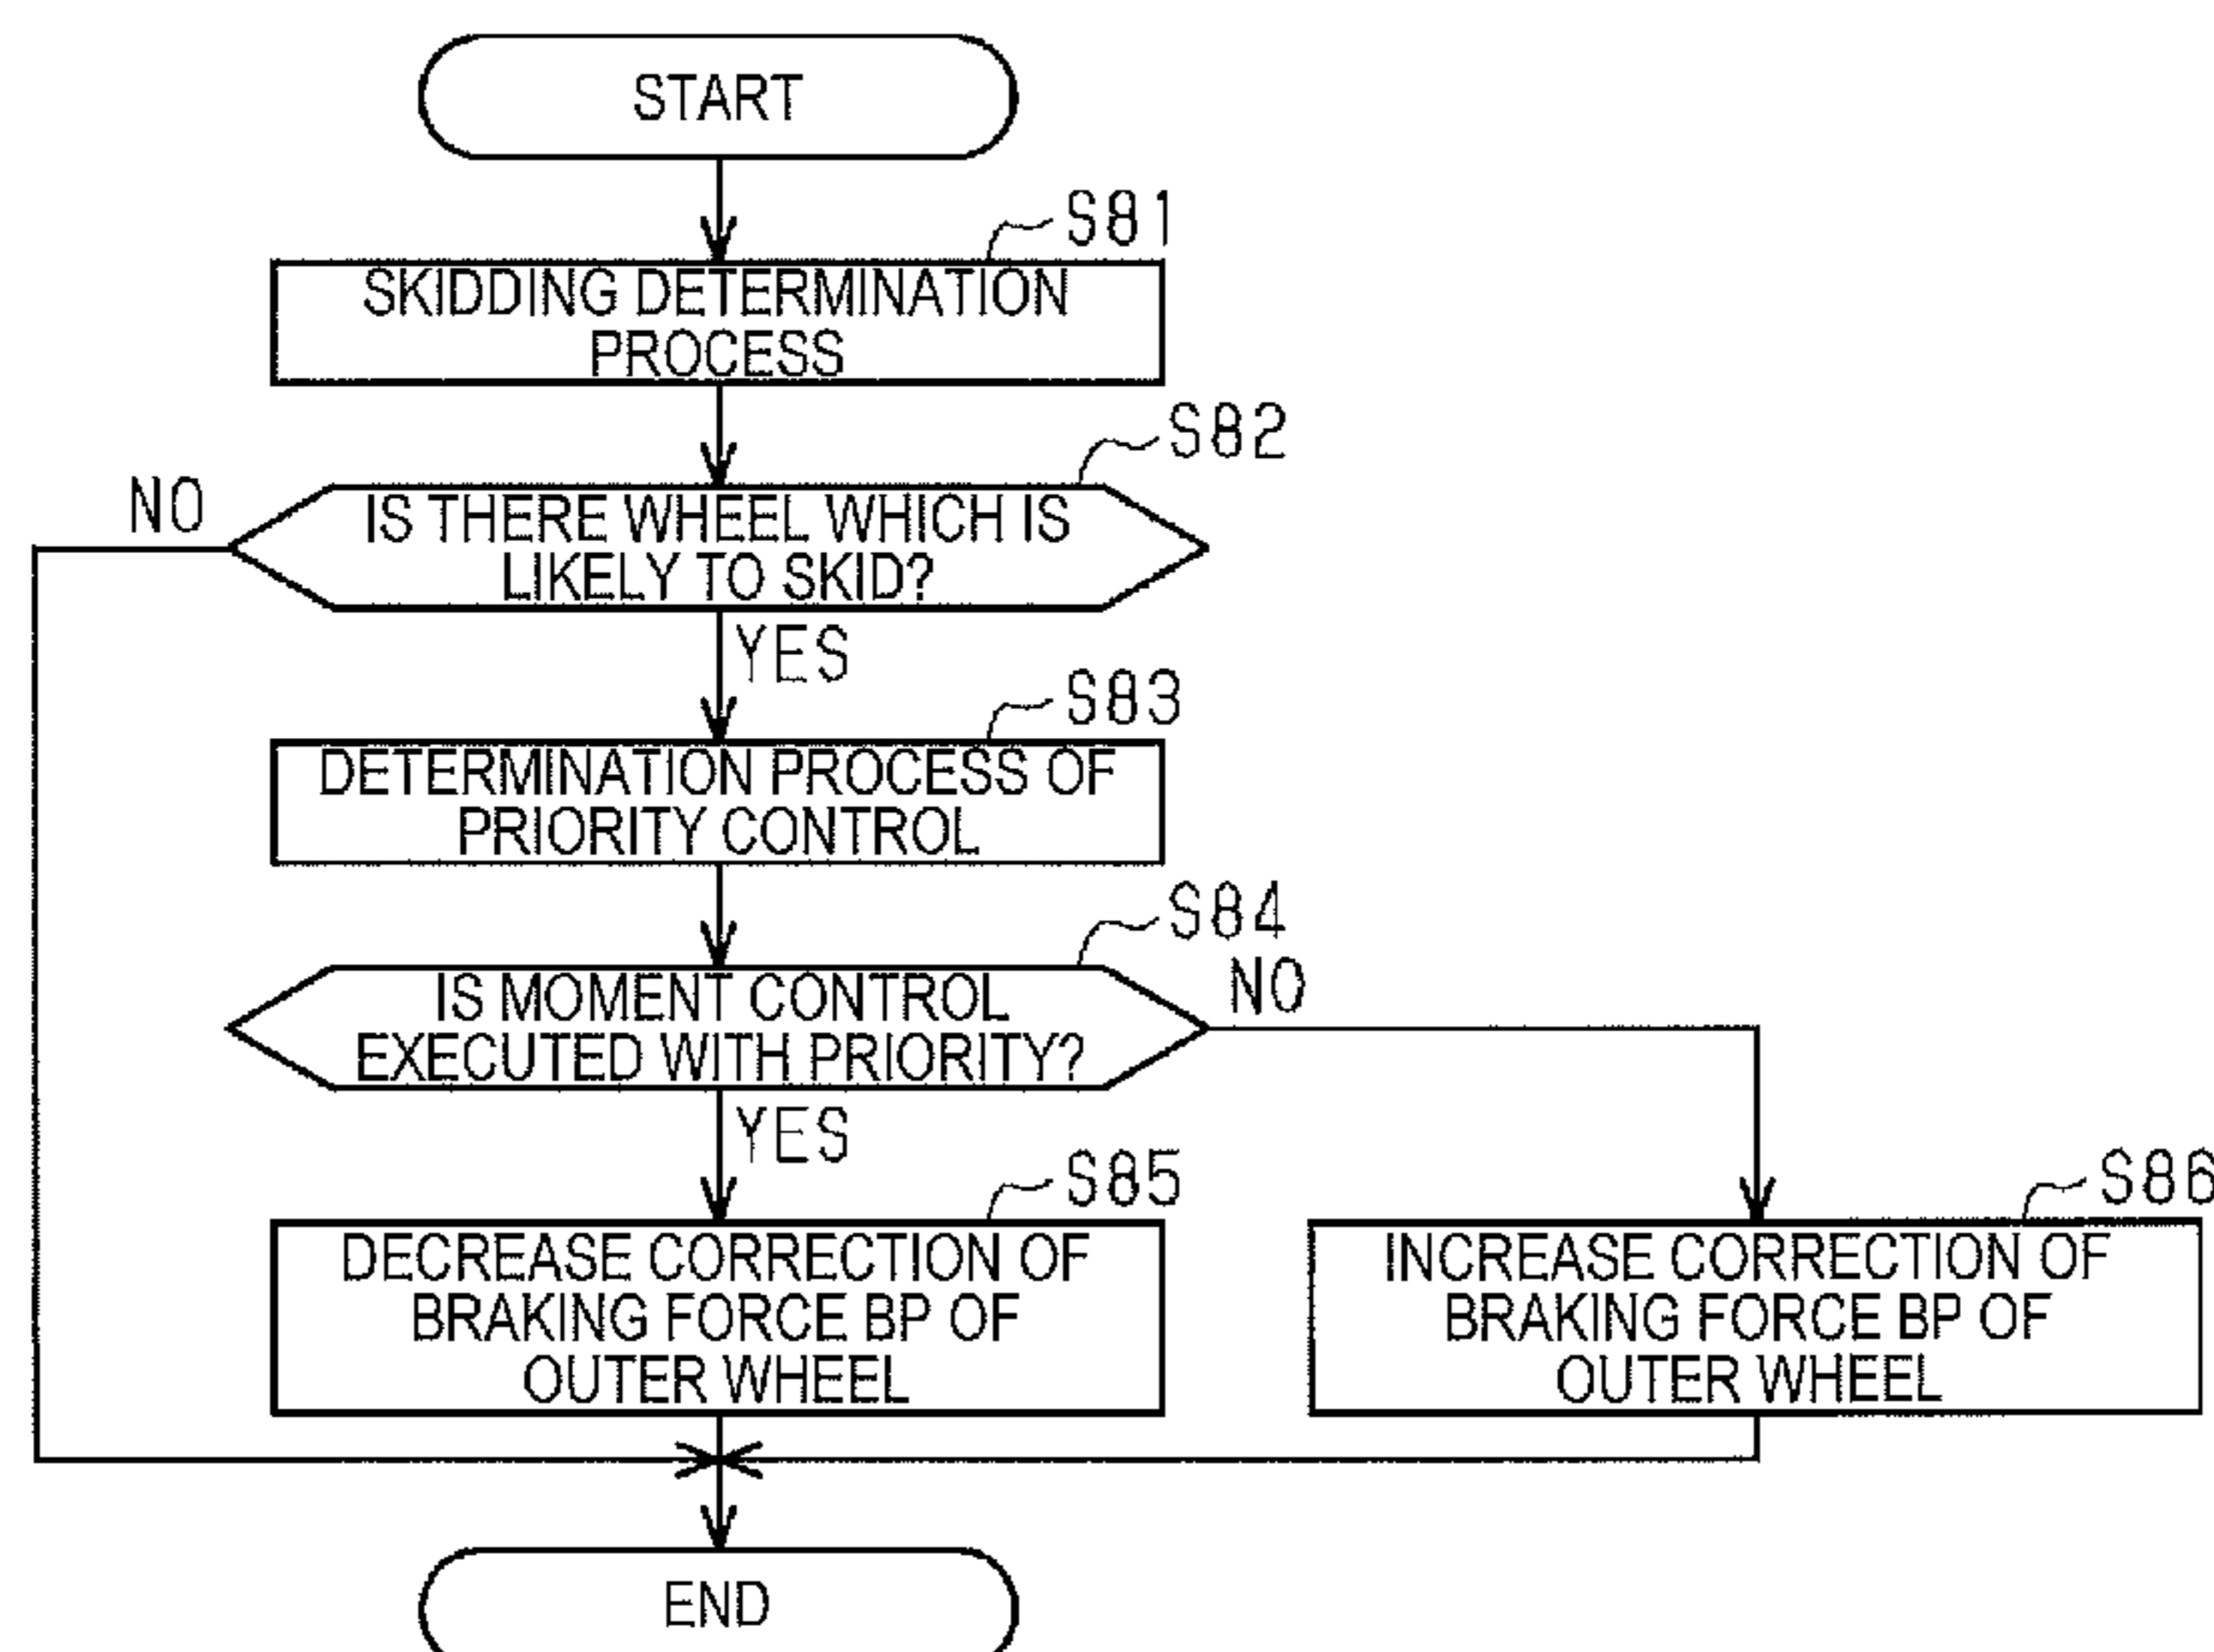 START
S81
SKIDDING DETERMINATION
PROCESS
S82
NO
IS THERE WHEEL WHICH IS
LIKELY TO SKID?
YES
S83
DETERMINATION PROCESS OF
PRIORITY CONTROL
S84
IS MOMENT CONTROL
EXECUTED WITH PRIORITY?
NO
YES
S85
DECREASE CORRECTION OF
BRAKING FORCE BP OF
OUTER WHEEL
S86
INCREASE CORRECTION OF
BRAKING FORCE BP OF
OUTER WHEEL
END